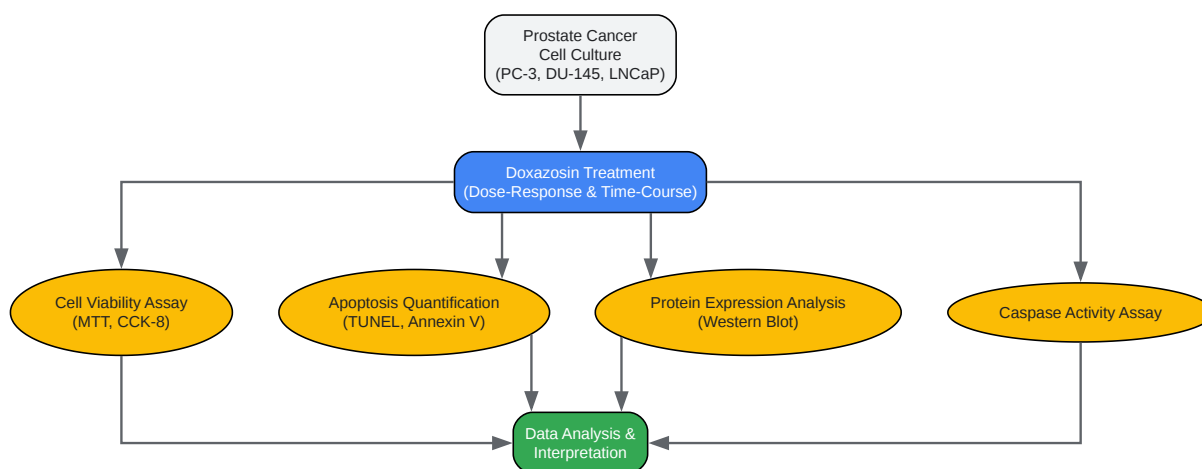 Prostate Cancer
Cell Culture
(PC-3, DU-145, LNCaP)
Doxazosin Treatment
(Dose-Response & Time-Course)
Cell Viability Assay
(MTT, CCK-8)
Apoptosis Quantification
(TUNEL, Annexin V)
Protein Expression Analysis
(Western Blot)
Caspase Activity Assay
Data Analysis &
Interpretation